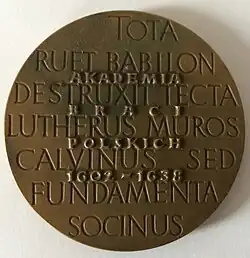 TOTA
RUET BABILON
AKADEMIA
DESTRUXIT TECTA
BRACI
LUTHERUS MUROS
POLSKICH
CALVINUS SED
1602-1638
FUNDAMENTA
SOCINUS